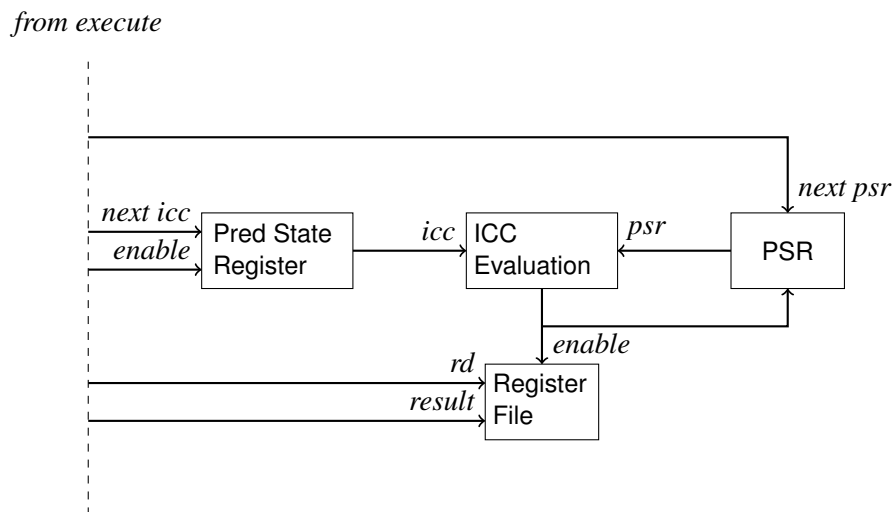 from execute
next psr
next icc
enable
Pred State
Register
icc
ICC
Evaluation
psr
PSR
enable
rd
result
Register
File